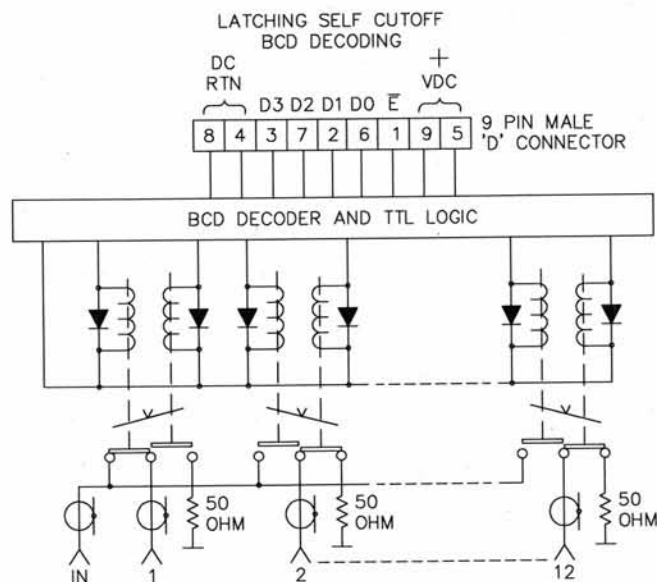 LATCHING SELF CUTOFF
BCD DECODING
DC
RTN
+
VDC
D3 D2 D1 D0 E̅
8 4 3 7 2 6 1 9 5
9 PIN MALE
'D' CONNECTOR
BCD DECODER AND TTL LOGIC
50
OHM
50
OHM
50
OHM
IN 1 2 12